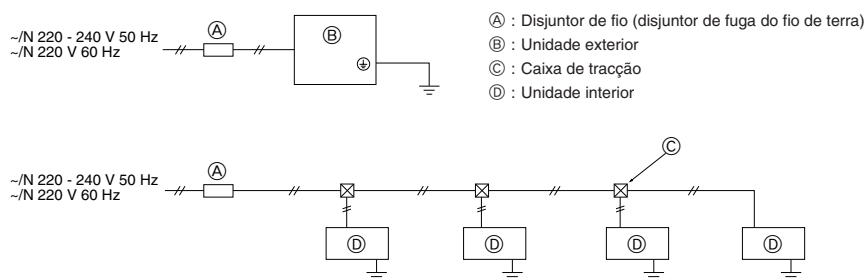 ~/N 220 - 240 V 50 Hz
~/N 220 V 60 Hz
Ⓐ
Ⓑ
Ⓐ : Disjuntor de fio (disjuntor de fuga do fio de terra)
Ⓑ : Unidade exterior
Ⓒ : Caixa de tracção
Ⓓ : Unidade interior
~/N 220 - 240 V 50 Hz
~/N 220 V 60 Hz
Ⓐ
Ⓒ
Ⓓ
Ⓓ
Ⓓ
Ⓓ